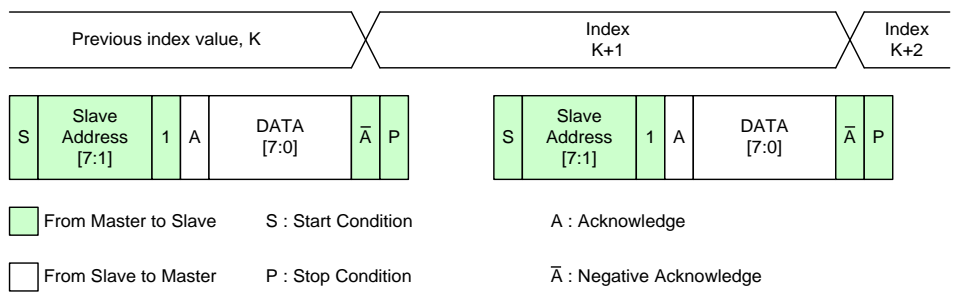 Previous index value, K
Index
K+1
Index
K+2
S
Slave
Address
[7:1]
1
A
DATA
[7:0]
A̅
P
S
Slave
Address
[7:1]
1
A
DATA
[7:0]
A̅
P
From Master to Slave
S : Start Condition
A : Acknowledge
From Slave to Master
P : Stop Condition
A̅ : Negative Acknowledge